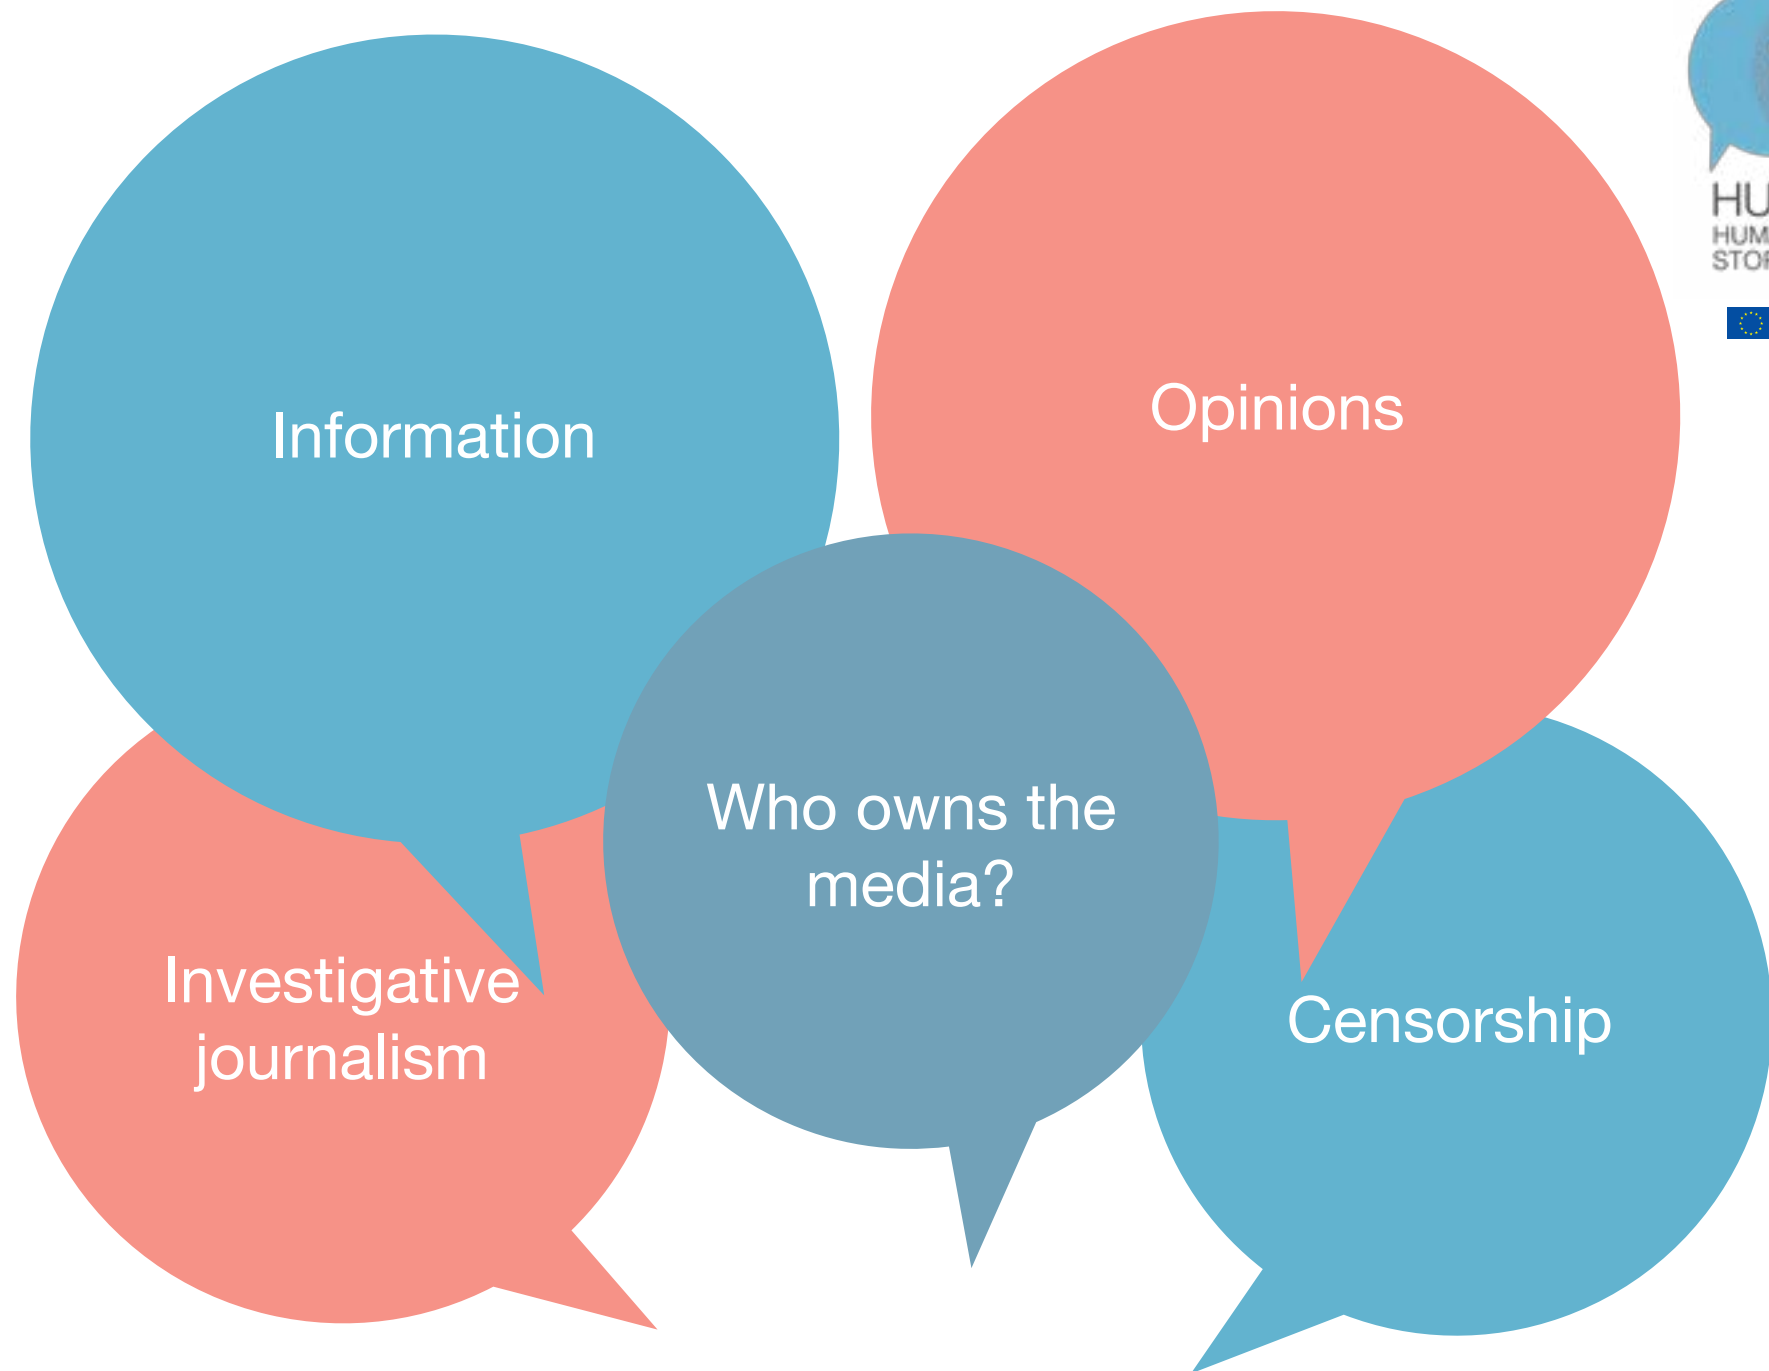 Information
Opinions
Who owns the
media?
Investigative
journalism
Censorship